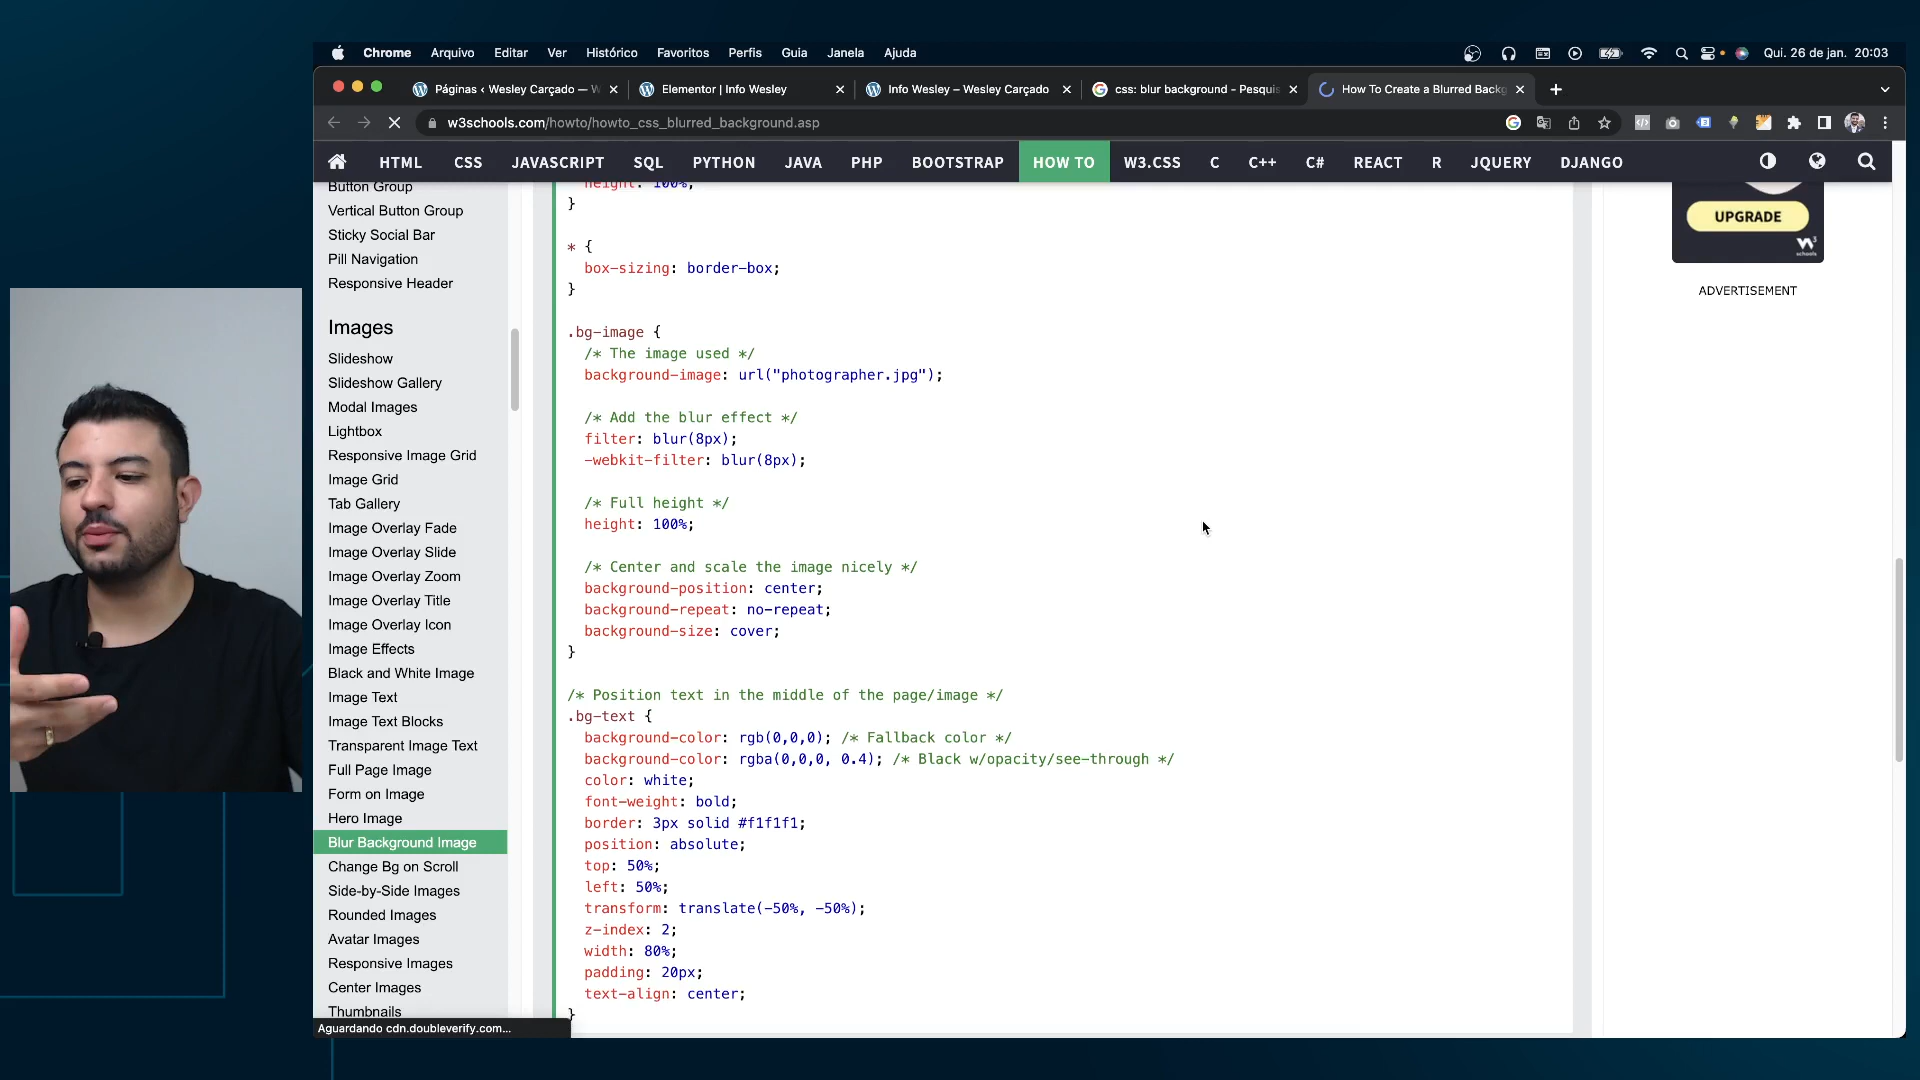 Chrome Arquivo Editar Ver Histórico Favoritos Perfis Guia Janela Ajuda Qui. 26 de jan. 20:03
Páginas ‹ Wesley Carçado — W Elementor | Info Wesley Info Wesley – Wesley Carçado css: blur background - Pesquis How To Create a Blurred Backg
w3schools.com/howto/howto_css_blurred_background.asp
HTML CSS JAVASCRIPT SQL PYTHON JAVA PHP BOOTSTRAP HOW TO W3.CSS C C++ C# REACT R JQUERY DJANGO
Button Group
Vertical Button Group
Sticky Social Bar
Pill Navigation
Responsive Header
Images
Slideshow
Slideshow Gallery
Modal Images
Lightbox
Responsive Image Grid
Image Grid
Tab Gallery
Image Overlay Fade
Image Overlay Slide
Image Overlay Zoom
Image Overlay Title
Image Overlay Icon
Image Effects
Black and White Image
Image Text
Image Text Blocks
Transparent Image Text
Full Page Image
Form on Image
Hero Image
Blur Background Image
Change Bg on Scroll
Side-by-Side Images
Rounded Images
Avatar Images
Responsive Images
Center Images
Thumbnails
Aguardando cdn.doubleverify.com...
height: 100%;
}
* {
box-sizing: border-box;
}
.bg-image {
/* The image used */
background-image: url("photographer.jpg");
/* Add the blur effect */
filter: blur(8px);
-webkit-filter: blur(8px);
/* Full height */
height: 100%;
/* Center and scale the image nicely */
background-position: center;
background-repeat: no-repeat;
background-size: cover;
}
/* Position text in the middle of the page/image */
.bg-text {
background-color: rgb(0,0,0); /* Fallback color */
background-color: rgba(0,0,0, 0.4); /* Black w/opacity/see-through */
color: white;
font-weight: bold;
border: 3px solid #f1f1f1;
position: absolute;
top: 50%;
left: 50%;
transform: translate(-50%, -50%);
z-index: 2;
width: 80%;
padding: 20px;
text-align: center;
}
UPGRADE
W3
schools
ADVERTISEMENT